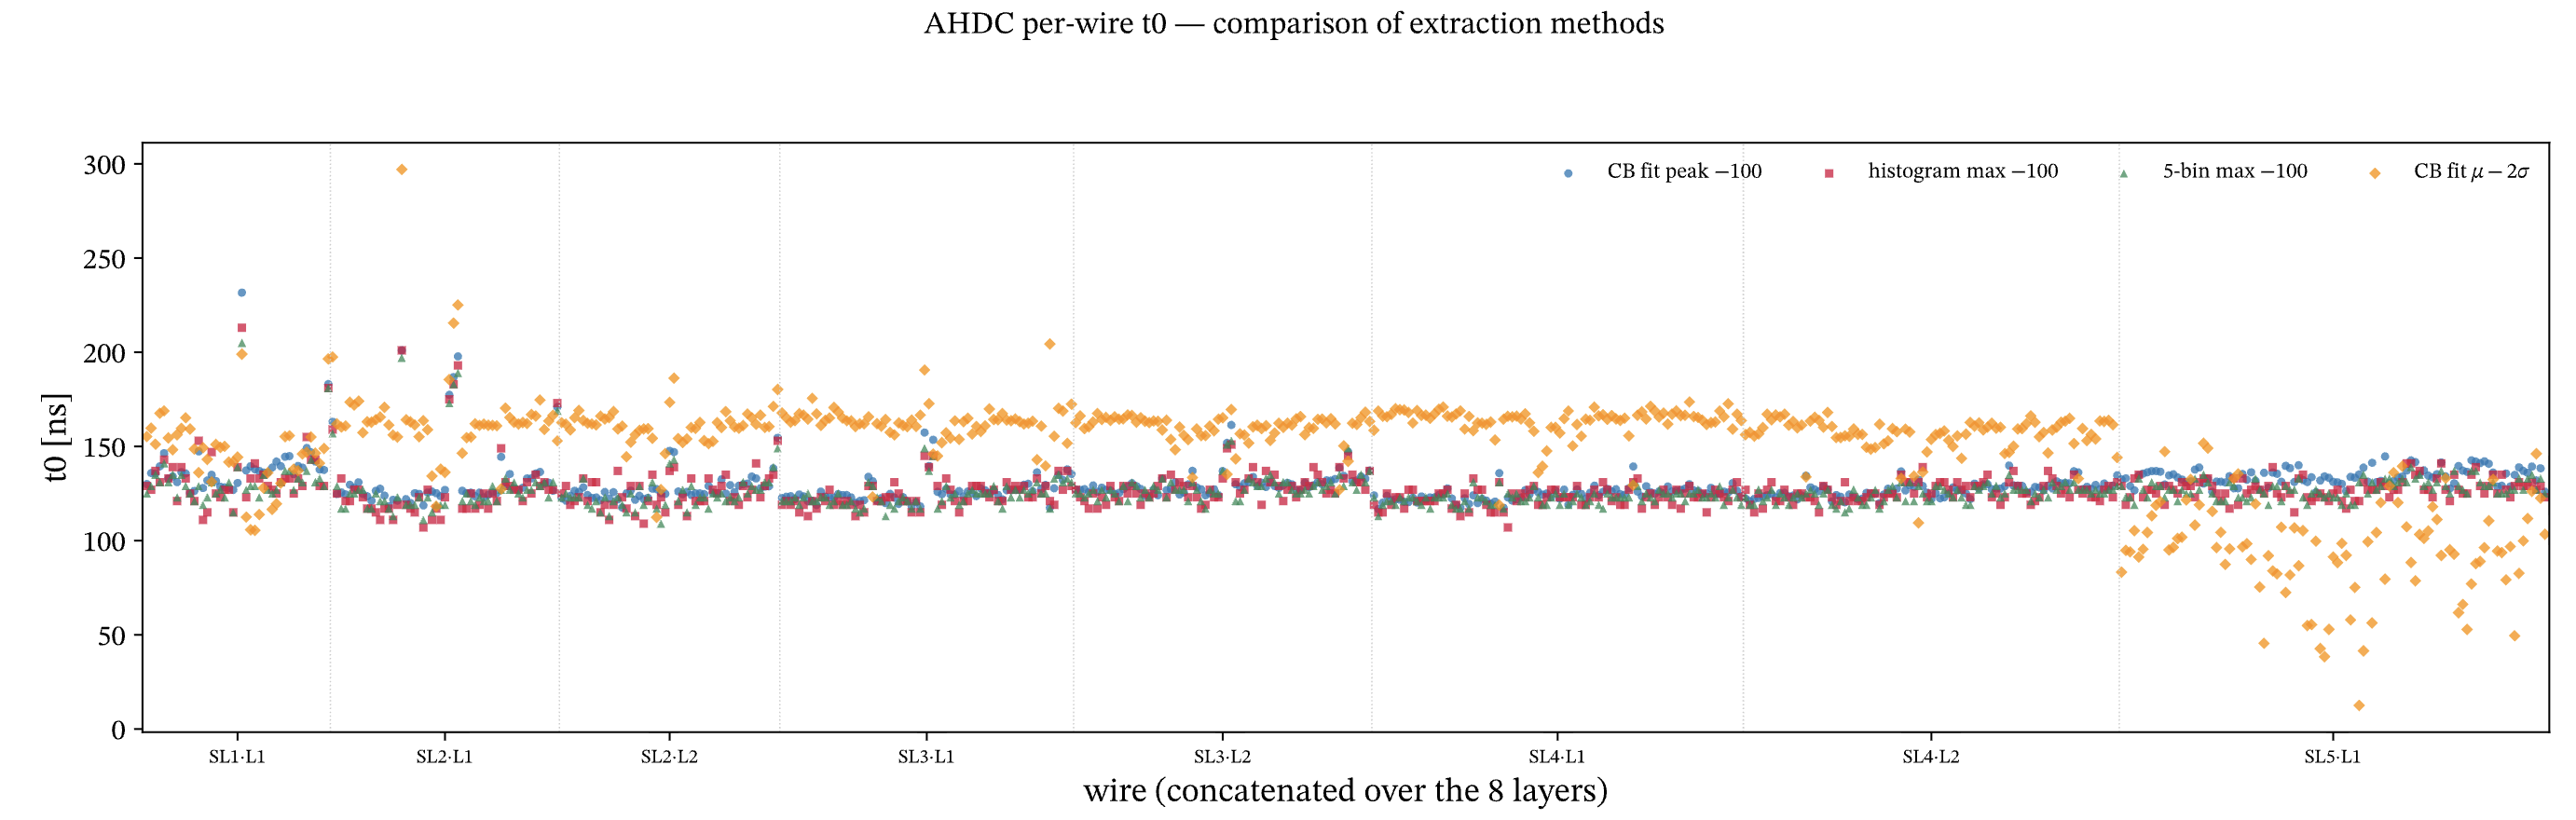 AHDC per-wire t0 — comparison of extraction methods
CB fit peak −100
histogram max −100
5-bin max −100
CB fit μ − 2σ
300
250
200
150
100
50
0
t0 [ns]
SL1·L1
SL2·L1
SL2·L2
SL3·L1
SL3·L2
SL4·L1
SL4·L2
SL5·L1
wire (concatenated over the 8 layers)